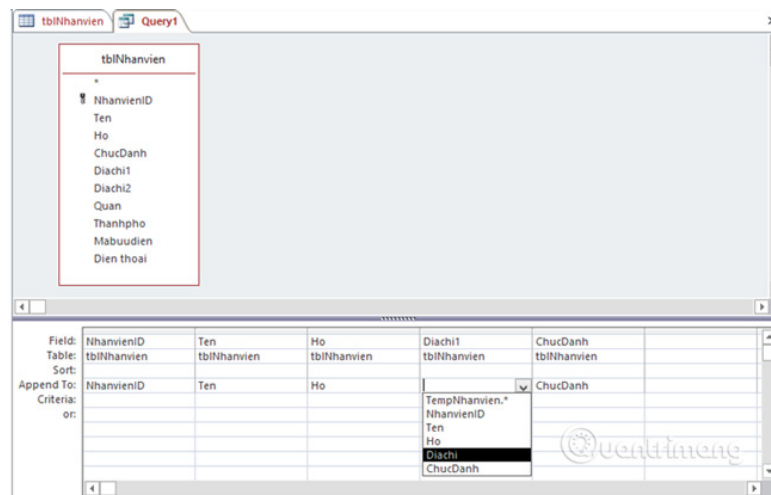 tblNhanvien Query1
tblNhanvien
*
NhanvienID
Ten
Ho
ChucDanh
Diachi1
Diachi2
Quan
Thanhpho
Mabuudien
Dien thoai
Field: NhanvienID Ten Ho Diachi1 ChucDanh
Table: tblNhanvien tblNhanvien tblNhanvien tblNhanvien tblNhanvien
Sort:
Append To: NhanvienID Ten Ho ChucDanh
Criteria:
or:
TempNhanvien.*
NhanvienID
Ten
Ho
Diachi
ChucDanh
Quantrimang